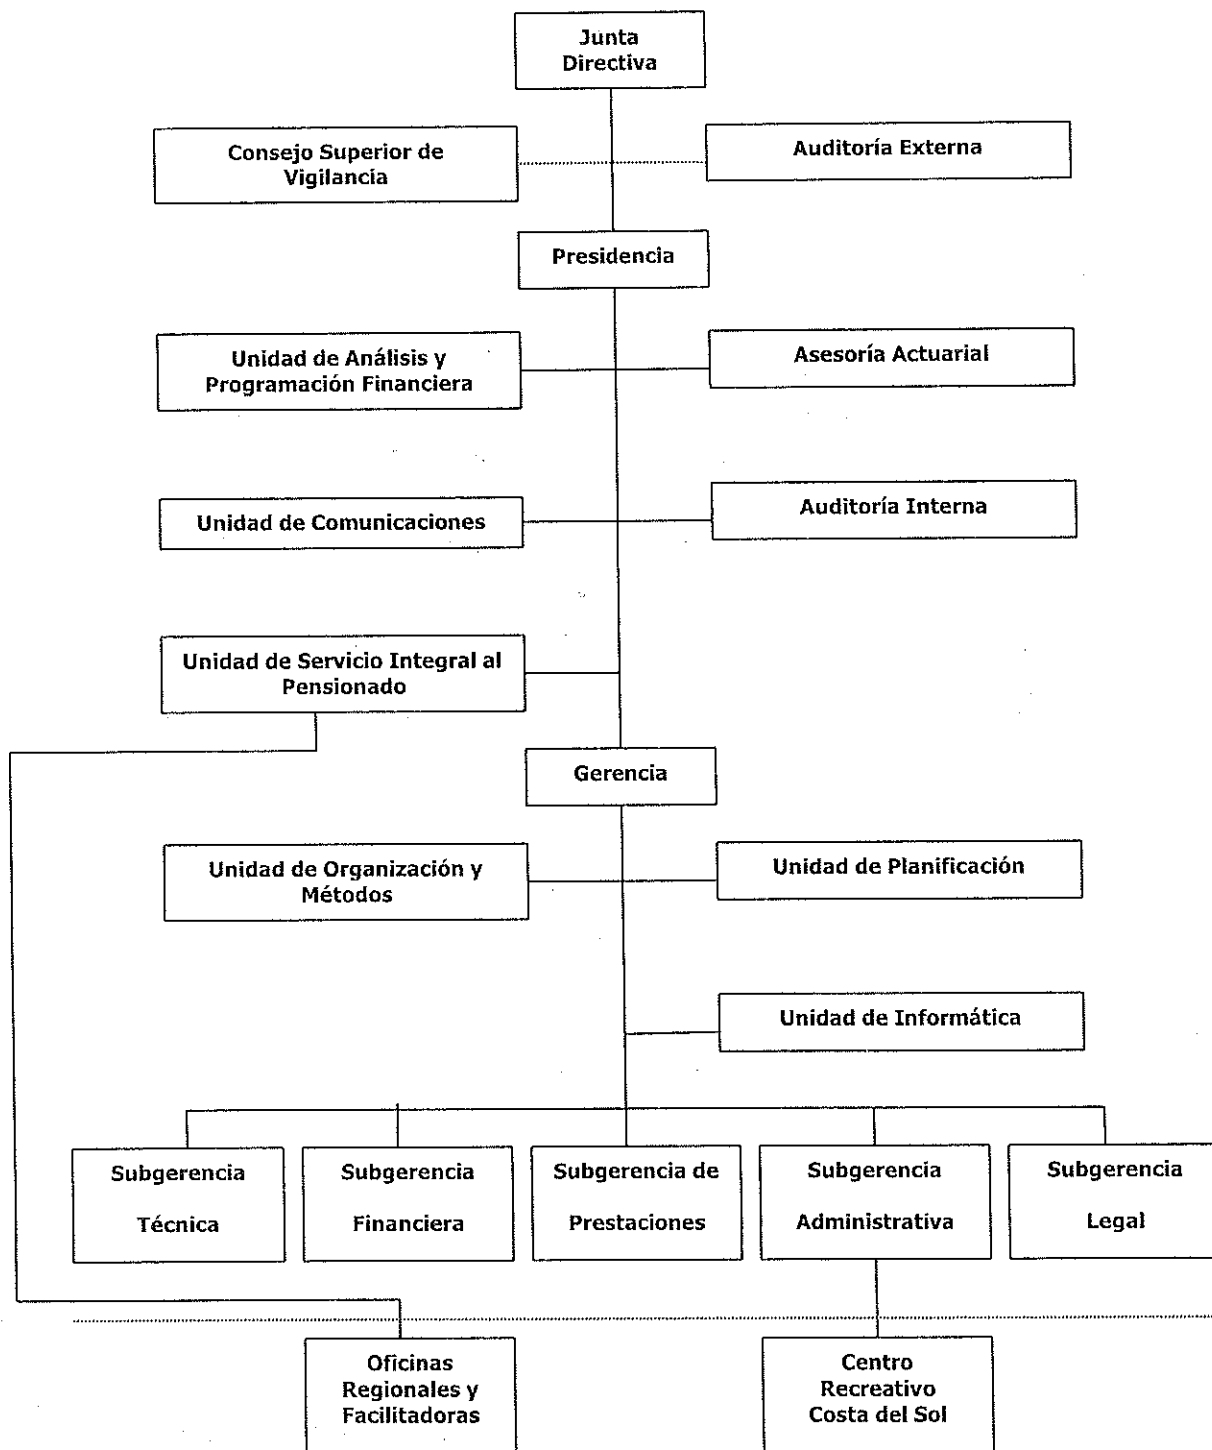 Junta
Directiva
Consejo Superior de
Vigilancia
Auditoría Externa
Presidencia
Unidad de Análisis y
Programación Financiera
Asesoría Actuarial
Unidad de Comunicaciones
Auditoría Interna
Unidad de Servicio Integral al
Pensionado
Gerencia
Unidad de Organización y
Métodos
Unidad de Planificación
Unidad de Informática
Subgerencia
Técnica
Subgerencia
Financiera
Subgerencia de
Prestaciones
Subgerencia
Administrativa
Subgerencia
Legal
Oficinas
Regionales y
Facilitadoras
Centro
Recreativo
Costa del Sol